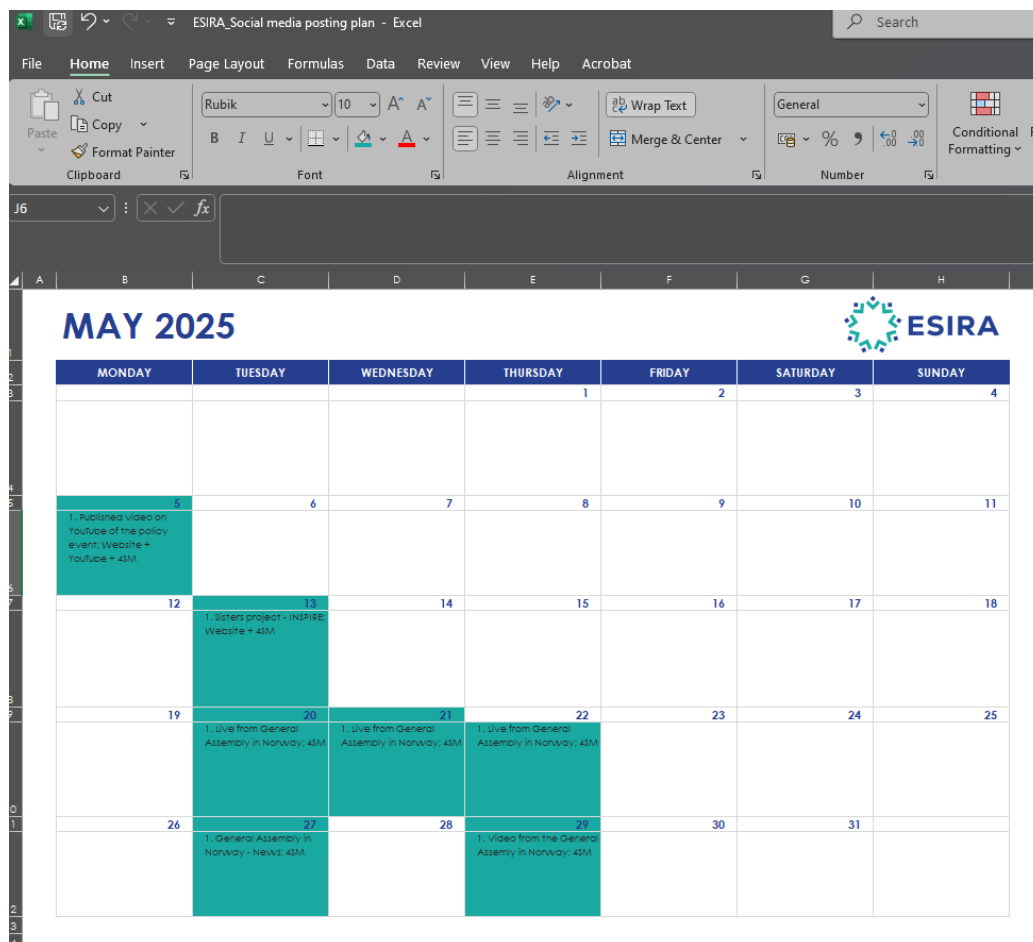 ESIRA_Social media posting plan - Excel
Search
File Home Insert Page Layout Formulas Data Review View Help Acrobat
Paste
Cut
Copy
Format Painter
Clipboard
Rubik 10 A A
B I U A
Font
ab Wrap Text
Merge & Center
Alignment
General
% 9 .00 .00
Number
Conditional
Formatting
J6 fx
A B C D E F G H
MAY 2025
ESIRA
MONDAY TUESDAY WEDNESDAY THURSDAY FRIDAY SATURDAY SUNDAY
1 2 3 4
5 6 7 8 9 10 11
1. Published video on
YouTube of the policy
event; Website +
YouTube + 4SM
12 13 14 15 16 17 18
1. Sisters project - INSPIRE;
Website + 4SM
19 20 21 22 23 24 25
1. Live from General
Assembly in Norway; 4SM
1. Live from General
Assembly in Norway; 4SM
1. Live from General
Assembly in Norway; 4SM
26 27 28 29 30 31
1. General Assembly in
Norway - News; 4SM
1. Video from the General
Assemly in Norway; 4SM